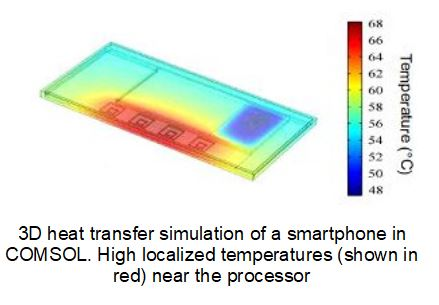 68
66
64
62
60
58
56
54
52
50
48
Temperature (°C)
3D heat transfer simulation of a smartphone in
COMSOL. High localized temperatures (shown in
red) near the processor